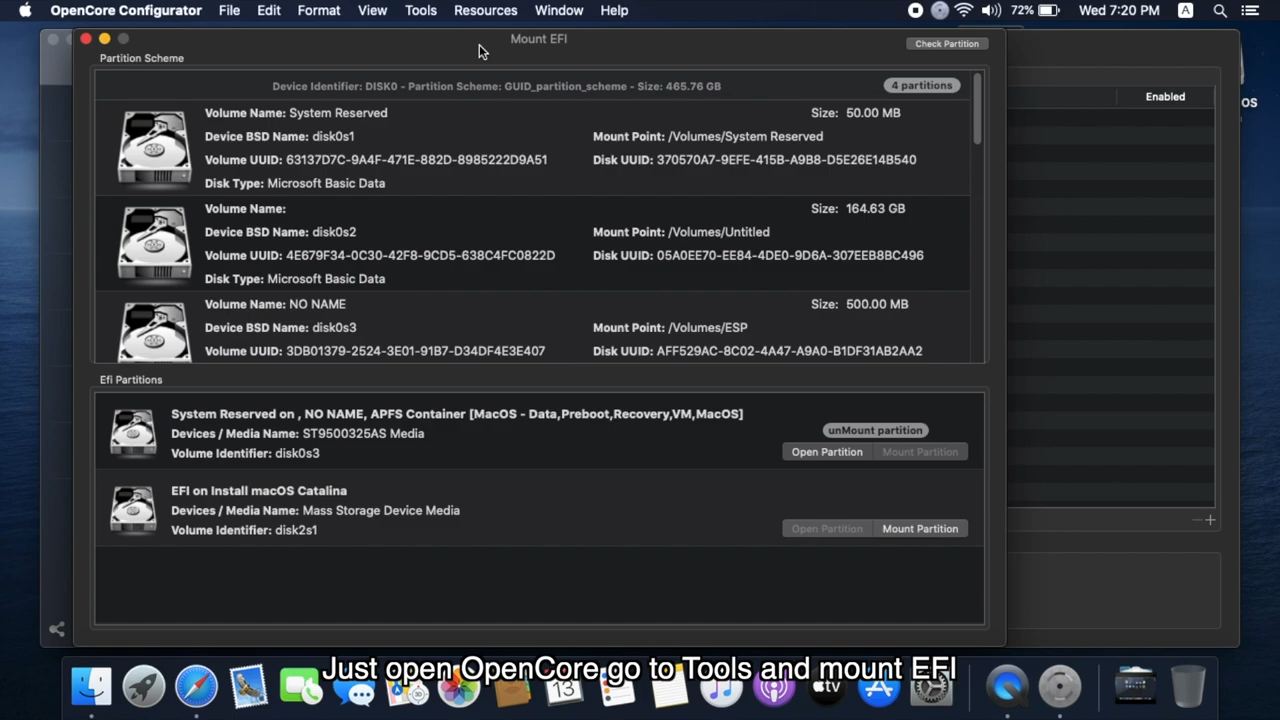 OpenCore Configurator File Edit Format View Tools Resources Window Help 72% Wed 7:20 PM A
Mount EFI
Check Partition
Partition Scheme
Device Identifier: DISK0 - Partition Scheme: GUID_partition_scheme - Size: 465.76 GB
4 partitions
Volume Name: System Reserved
Size: 50.00 MB
Device BSD Name: disk0s1
Mount Point: /Volumes/System Reserved
Volume UUID: 63137D7C-9A4F-471E-882D-8985222D9A51
Disk UUID: 370570A7-9EFE-415B-A9B8-D5E26E14B540
Disk Type: Microsoft Basic Data
Volume Name:
Size: 164.63 GB
Device BSD Name: disk0s2
Mount Point: /Volumes/Untitled
Volume UUID: 4E679F34-0C30-42F8-9CD5-638C4FC0822D
Disk UUID: 05A0EE70-EE84-4DE0-9D6A-307EEB8BC496
Disk Type: Microsoft Basic Data
Volume Name: NO NAME
Size: 500.00 MB
Device BSD Name: disk0s3
Mount Point: /Volumes/ESP
Volume UUID: 3DB01379-2524-3E01-91B7-D34DF4E3E407
Disk UUID: AFF529AC-8C02-4A47-A9A0-B1DF31AB2AA2
Enabled
OS
Efi Partitions
System Reserved on , NO NAME, APFS Container [MacOS - Data,Preboot,Recovery,VM,MacOS]
Devices / Media Name: ST9500325AS Media
Volume Identifier: disk0s3
unMount partition
Open Partition Mount Partition
EFI on Install macOS Catalina
Devices / Media Name: Mass Storage Device Media
Volume Identifier: disk2s1
Open Partition Mount Partition
Just open OpenCore go to Tools and mount EFI
13
tv